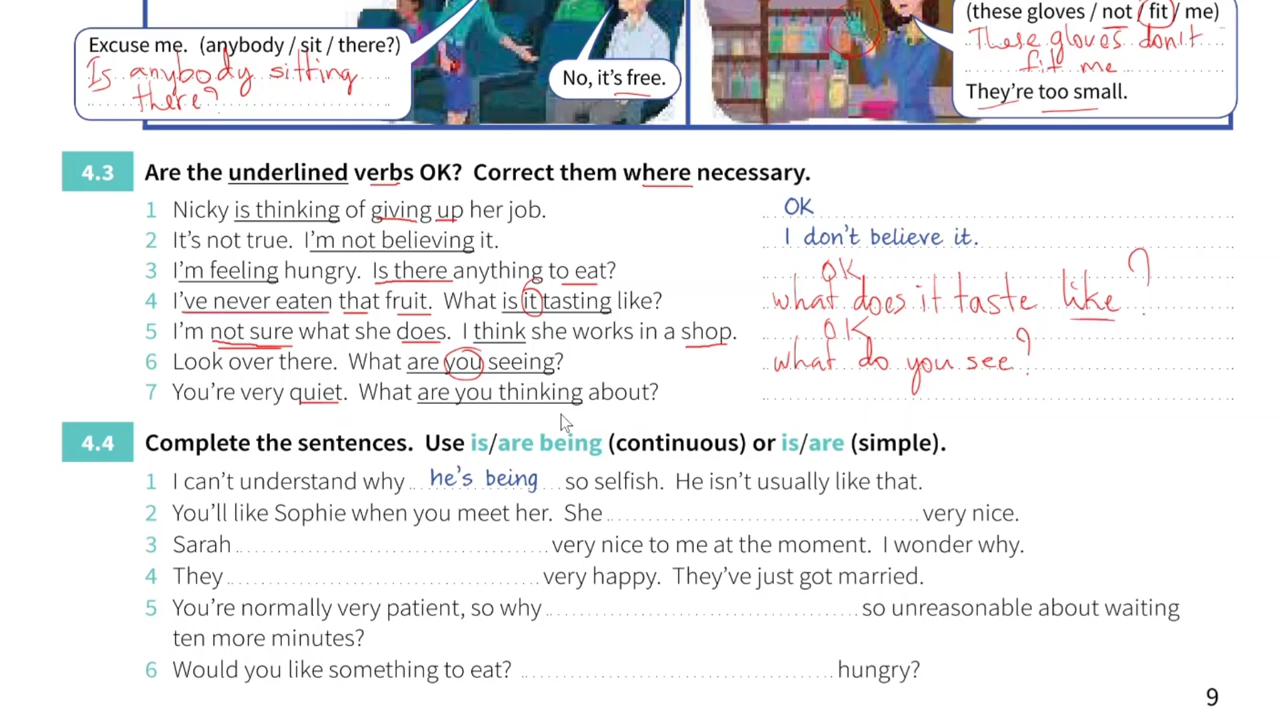 (these gloves / not / fit / me)
These gloves don't
fit me
They're too small.
Excuse me. (anybody / sit / there?)
Is anybody sitting
there?
No, it's free.
4.3 Are the underlined verbs OK? Correct them where necessary.
1 Nicky is thinking of giving up her job. OK
2 It's not true. I'm not believing it. I don't believe it.
3 I'm feeling hungry. Is there anything to eat? OK
4 I've never eaten that fruit. What is it tasting like? what does it taste like ?
5 I'm not sure what she does. I think she works in a shop. OK
6 Look over there. What are you seeing? what do you see?
7 You're very quiet. What are you thinking about?
4.4 Complete the sentences. Use is/are being (continuous) or is/are (simple).
1 I can't understand why he's being so selfish. He isn't usually like that.
2 You'll like Sophie when you meet her. She very nice.
3 Sarah very nice to me at the moment. I wonder why.
4 They very happy. They've just got married.
5 You're normally very patient, so why so unreasonable about waiting
ten more minutes?
6 Would you like something to eat? hungry?
9